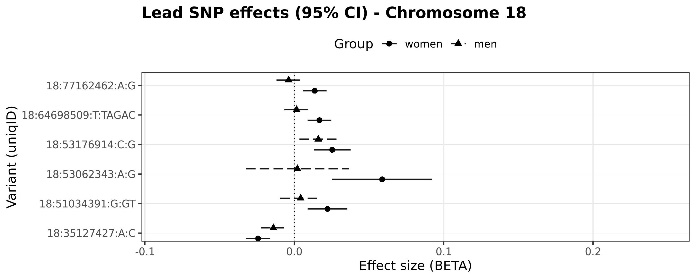 Lead SNP effects (95% CI) - Chromosome 18
Group women men
Variant (uniqID)
18:77162462:A:G
18:64698509:T:TAGAC
18:53176914:C:G
18:53062343:A:G
18:51034391:G:GT
18:35127427:A:C
-0.1 0.0 0.1 0.2
Effect size (BETA)